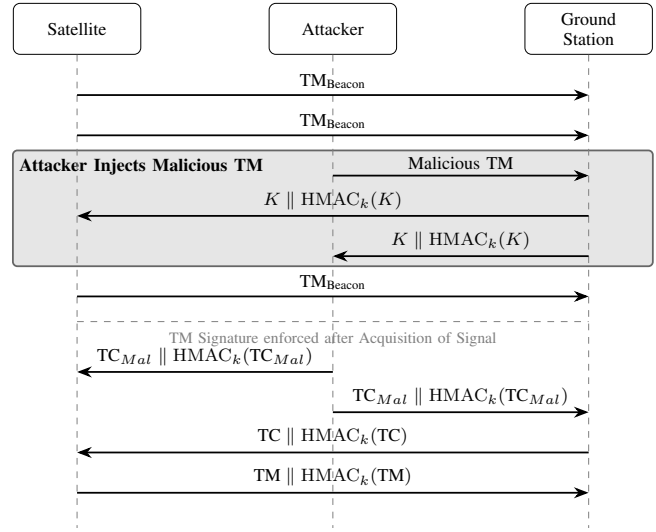 Satellite
Attacker
Ground
Station
TM_Beacon
TM_Beacon
Attacker Injects Malicious TM
Malicious TM
K ∥ HMAC_k(K)
K ∥ HMAC_k(K)
TM_Beacon
TM Signature enforced after Acquisition of Signal
TC_Mal ∥ HMAC_k(TC_Mal)
TC_Mal ∥ HMAC_k(TC_Mal)
TC ∥ HMAC_k(TC)
TM ∥ HMAC_k(TM)